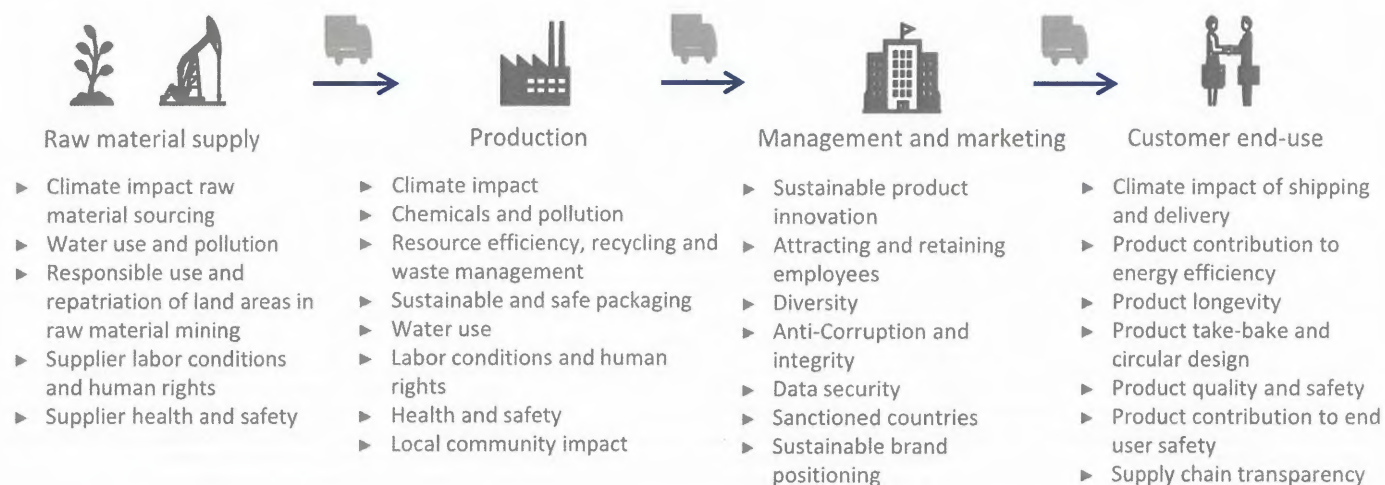 Raw material supply
► Climate impact raw
material sourcing
► Water use and pollution
► Responsible use and
repatriation of land areas in
raw material mining
► Supplier labor conditions
and human rights
► Supplier health and safety
Production
► Climate impact
► Chemicals and pollution
► Resource efficiency, recycling and
waste management
► Sustainable and safe packaging
► Water use
► Labor conditions and human
rights
► Health and safety
► Local community impact
Management and marketing
► Sustainable product
innovation
► Attracting and retaining
employees
► Diversity
► Anti-Corruption and
integrity
► Data security
► Sanctioned countries
► Sustainable brand
positioning
Customer end-use
► Climate impact of shipping
and delivery
► Product contribution to
energy efficiency
► Product longevity
► Product take-bake and
circular design
► Product quality and safety
► Product contribution to end
user safety
► Supply chain transparency